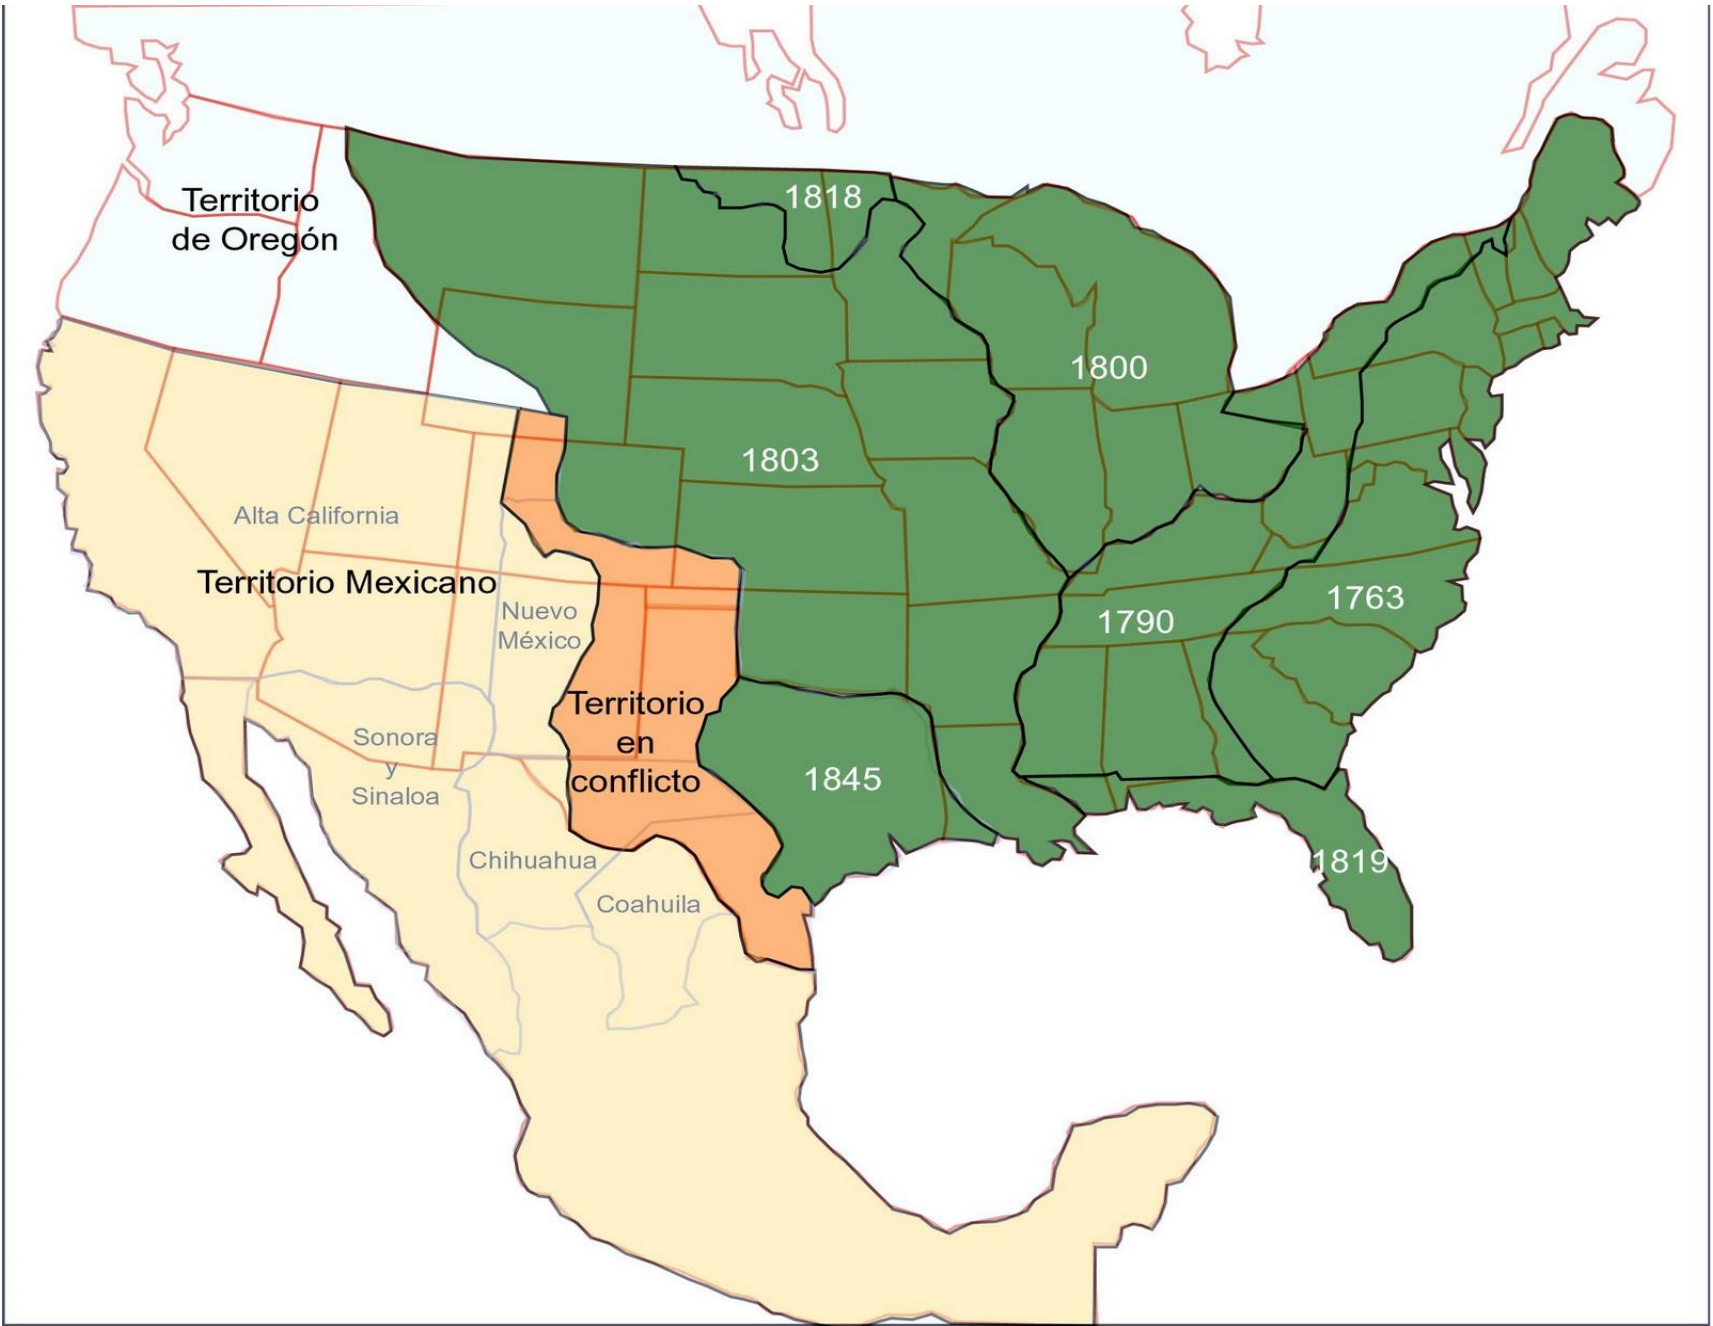 1818
Territorio
de Oregón
1800
1803
Alta California
Territorio Mexicano
1763
Nuevo
México
1790
Territorio
en
conflicto
Sonora
y
Sinaloa
1845
Chihuahua
1819
Coahuila